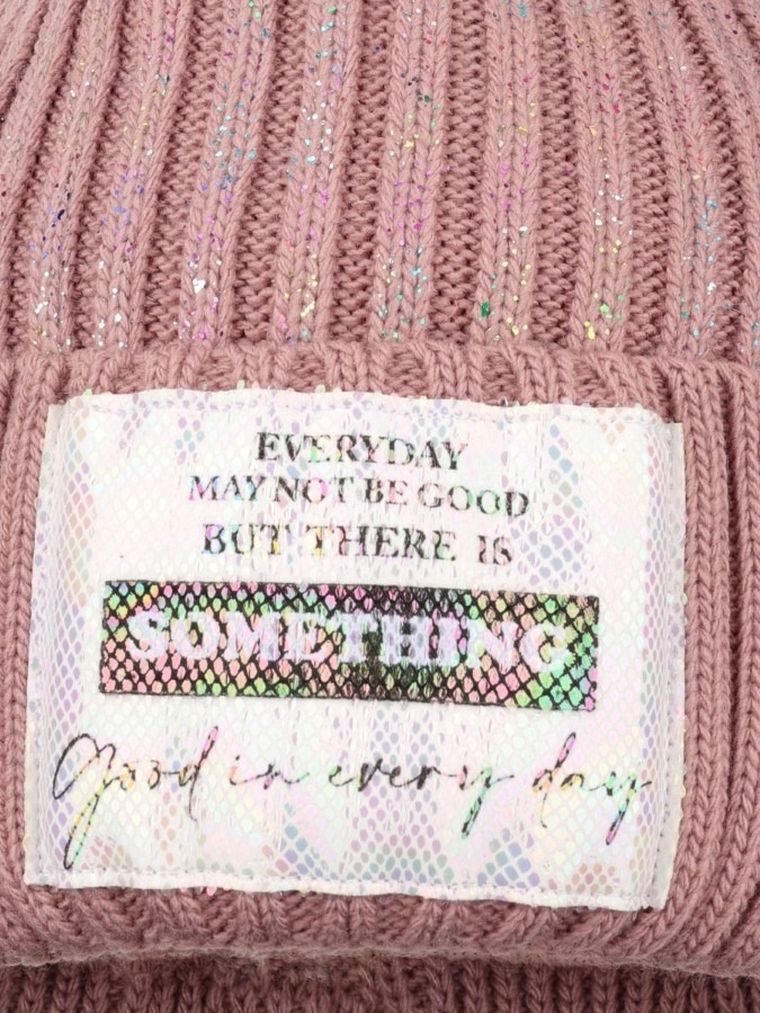 EVERYDAY
MAY NOT BE GOOD
BUT THERE IS
SOMETHING
Good in every day